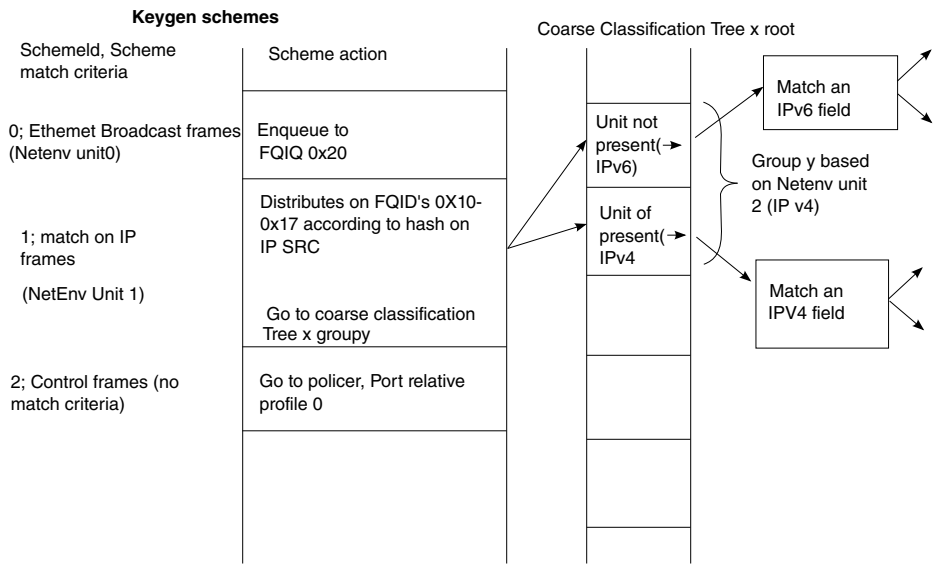 Keygen schemes
Coarse Classification Tree x root
SchemeId, Scheme
match criteria
Scheme action
0; Ethemet Broadcast frames
(Netenv unit0)
Enqueue to
FQIQ 0x20
1; match on IP
frames
(NetEnv Unit 1)
Distributes on FQID's 0X10-
0x17 according to hash on
IP SRC
Go to coarse classification
Tree x groupy
2; Control frames (no
match criteria)
Go to policer, Port relative
profile 0
Unit not
present(→
IPv6)
Unit of
present(→
IPv4
Group y based
on Netenv unit
2 (IP v4)
Match an
IPv6 field
Match an
IPV4 field